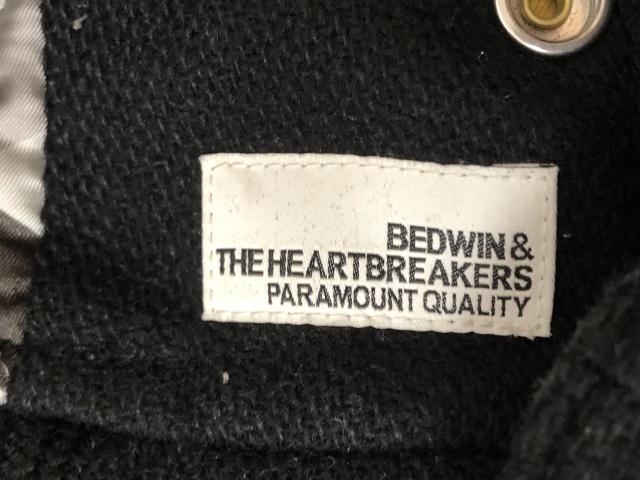 BEDWIN &
THE HEARTBREAKERS
PARAMOUNT QUALITY